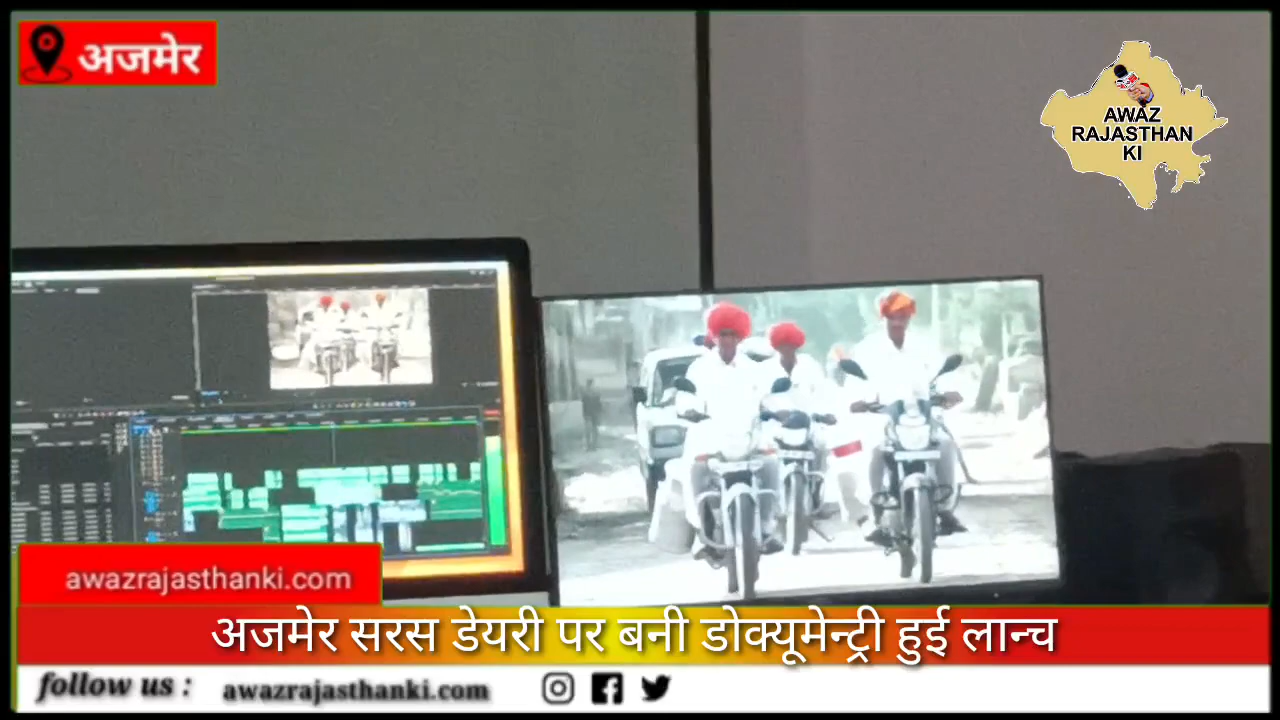 अजमेर
AWAZ
RAJASTHAN
KI
awazrajasthanki.com
अजमेर सरस डेयरी पर बनी डोक्यूमेन्ट्री हुई लान्च
follow us :
awazrajasthanki.com